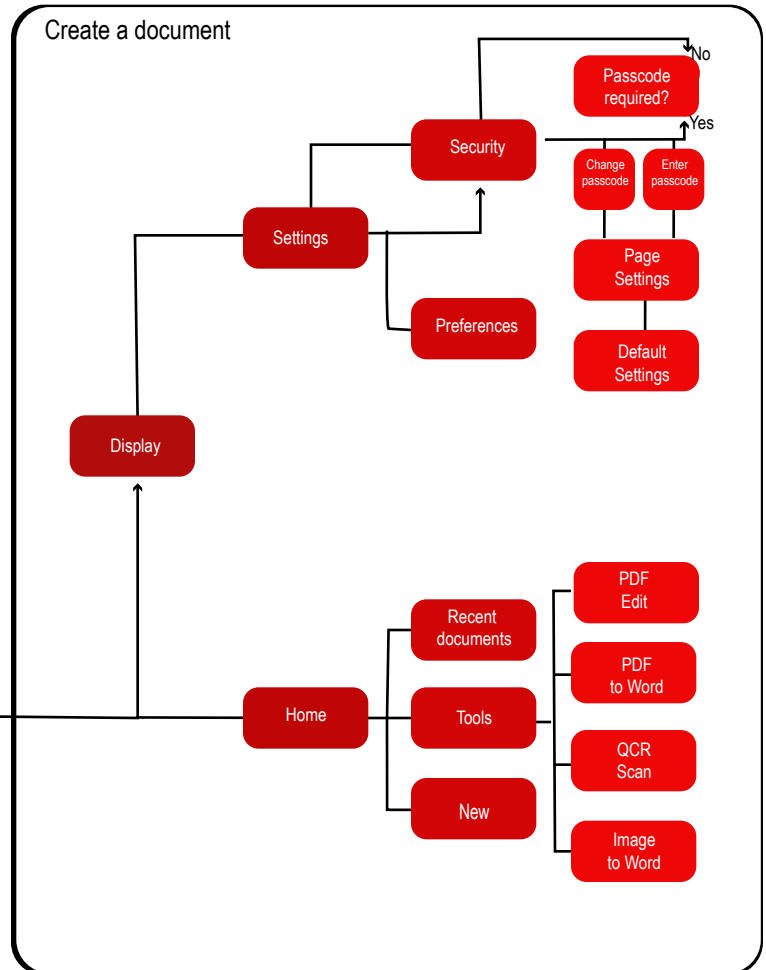 Create a document
No
Passcode
required?
Yes
Security
Change
passcode
Enter
passcode
Settings
Page
Settings
Preferences
Default
Settings
Display
PDF
Edit
Recent
documents
PDF
to Word
Home
Tools
QCR
Scan
New
Image
to Word